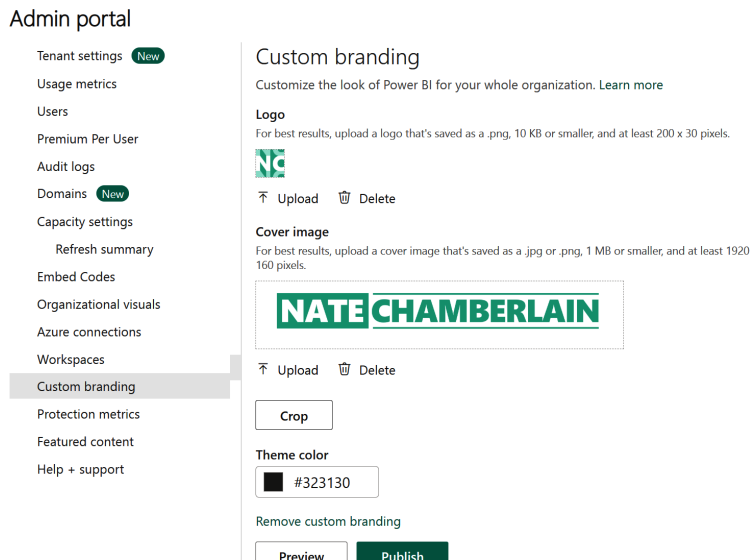 Admin portal
Tenant settings New
Usage metrics
Users
Premium Per User
Audit logs
Domains New
Capacity settings
Refresh summary
Embed Codes
Organizational visuals
Azure connections
Workspaces
Custom branding
Protection metrics
Featured content
Help + support
Custom branding
Customize the look of Power BI for your whole organization. Learn more
Logo
For best results, upload a logo that's saved as a .png, 10 KB or smaller, and at least 200 x 30 pixels.
NC
Upload Delete
Cover image
For best results, upload a cover image that's saved as a .jpg or .png, 1 MB or smaller, and at least 1920
160 pixels.
NATE CHAMBERLAIN
Upload Delete
Crop
Theme color
#323130
Remove custom branding
Preview Publish